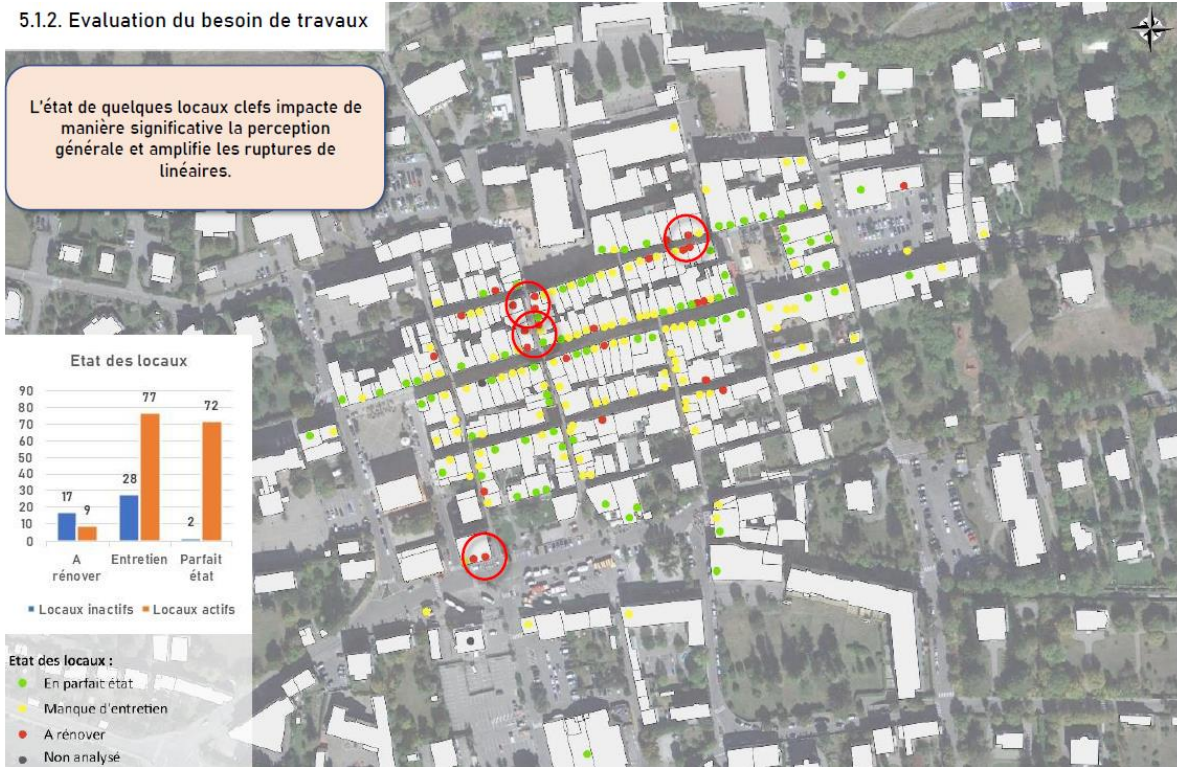 5.1.2. Evaluation du besoin de travaux
L'état de quelques locaux clefs impacte de
manière significative la perception
générale et amplifie les ruptures de
linéaires.
Etat des locaux
90
80
70
60
50
40
30
20
10
0
17
9
28
77
2
72
A
rénover
Entretien
Parfait
état
Locaux inactifs
Locaux actifs
Etat des locaux :
En parfait état
Manque d'entretien
A rénover
Non analysé